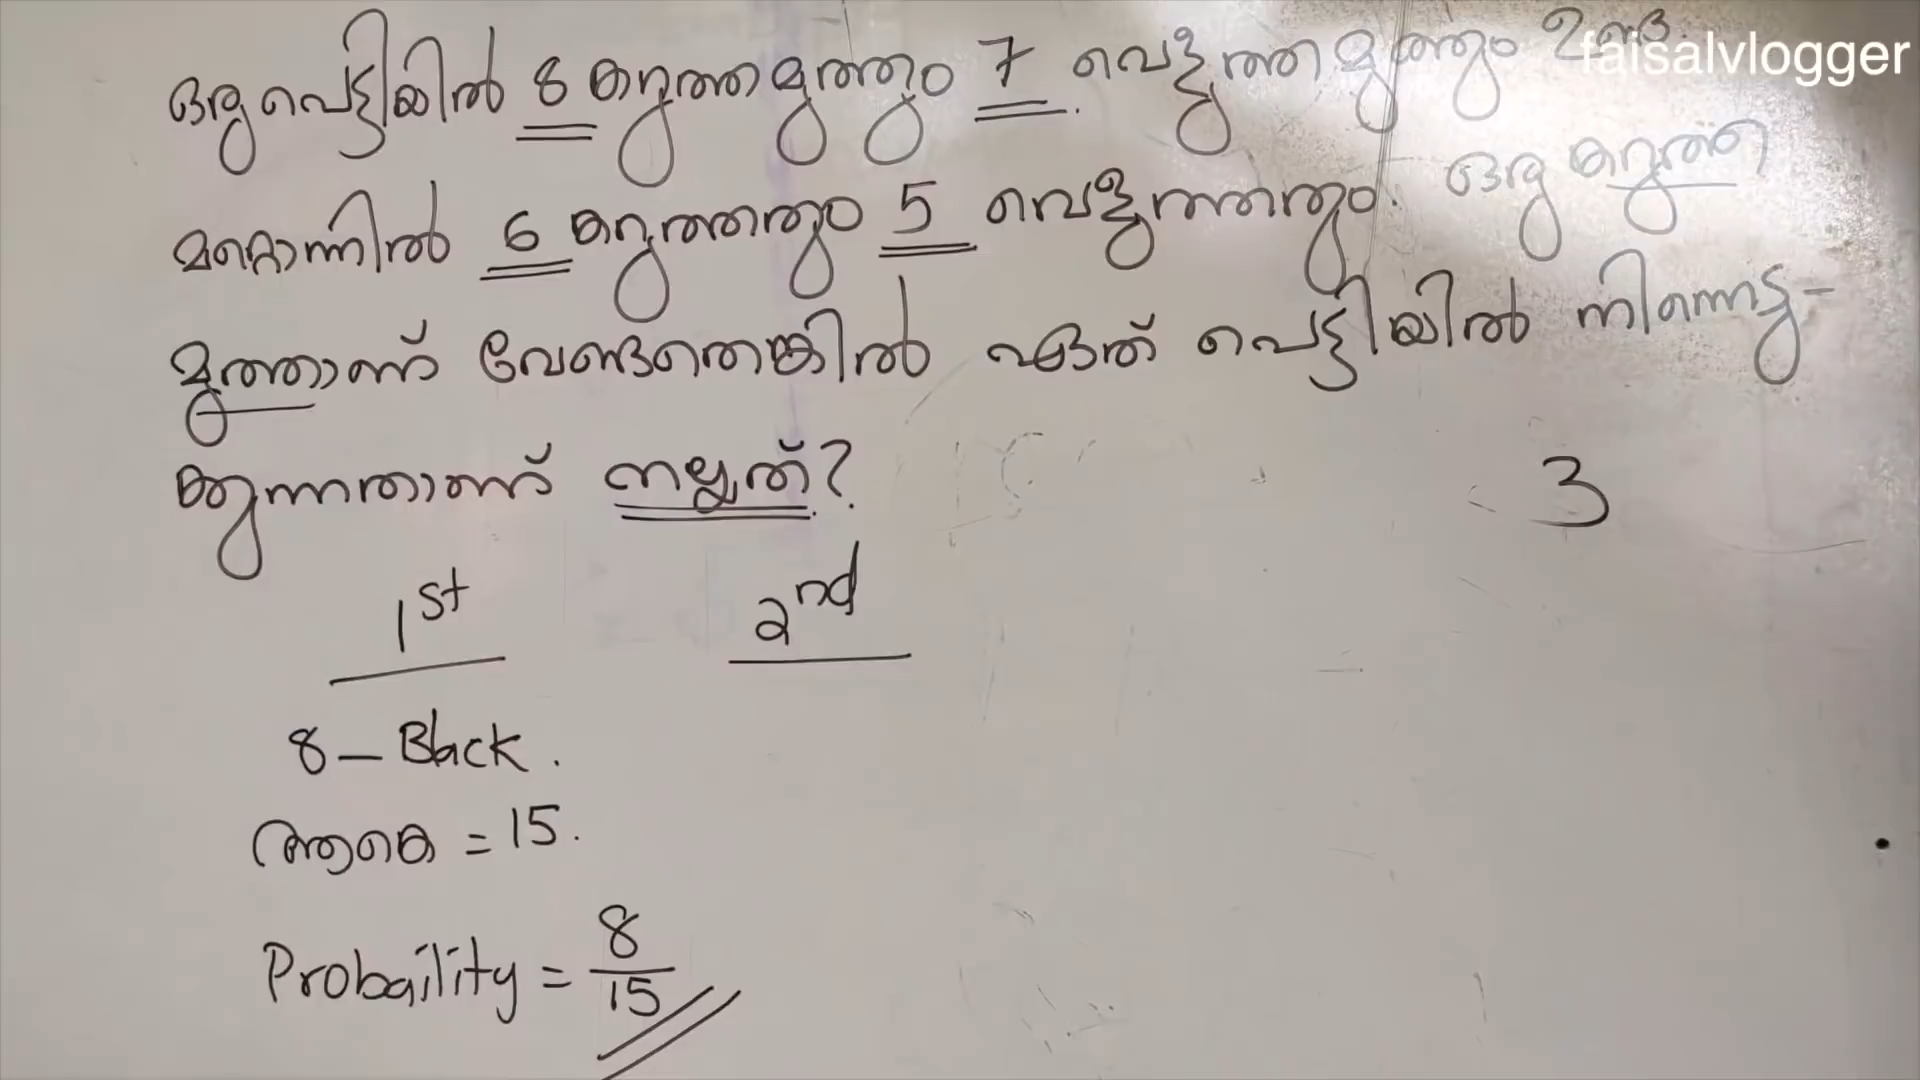 ഒരു പെട്ടിയിൽ 8 കറുത്ത മുത്തും 7 വെളുത്ത മുത്തും ഉണ്ട്.
faisalvlogger
മറ്റൊന്നിൽ 6 കറുത്തതും 5 വെളുത്തതും. ഒരു കറുത്ത
മുത്താണ് വേണ്ടതെങ്കിൽ ഏത് പെട്ടിയിൽ നിന്നെടു-
ക്കുന്നതാണ് നല്ലത്?
3
1st 2nd
8 - Black.
ആകെ = 15.
Probaility = 8/15